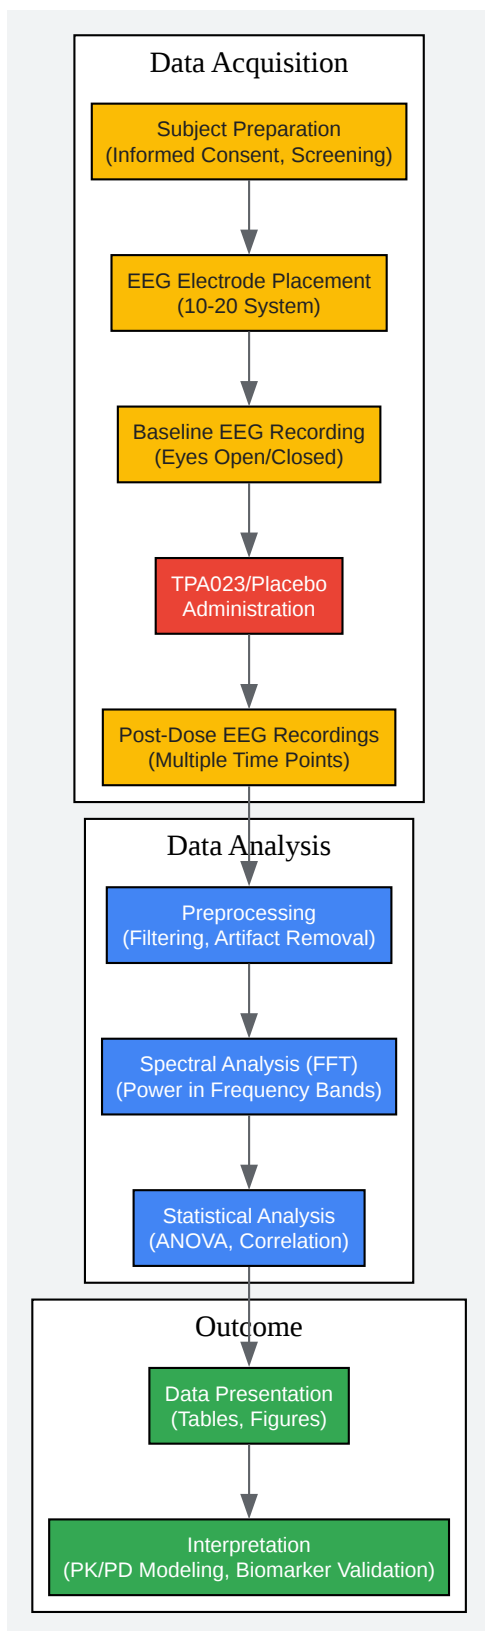 Data Acquisition
Subject Preparation
(Informed Consent, Screening)
EEG Electrode Placement
(10-20 System)
Baseline EEG Recording
(Eyes Open/Closed)
TPA023/Placebo
Administration
Post-Dose EEG Recordings
(Multiple Time Points)
Data Analysis
Preprocessing
(Filtering, Artifact Removal)
Spectral Analysis (FFT)
(Power in Frequency Bands)
Statistical Analysis
(ANOVA, Correlation)
Outcome
Data Presentation
(Tables, Figures)
Interpretation
(PK/PD Modeling, Biomarker Validation)